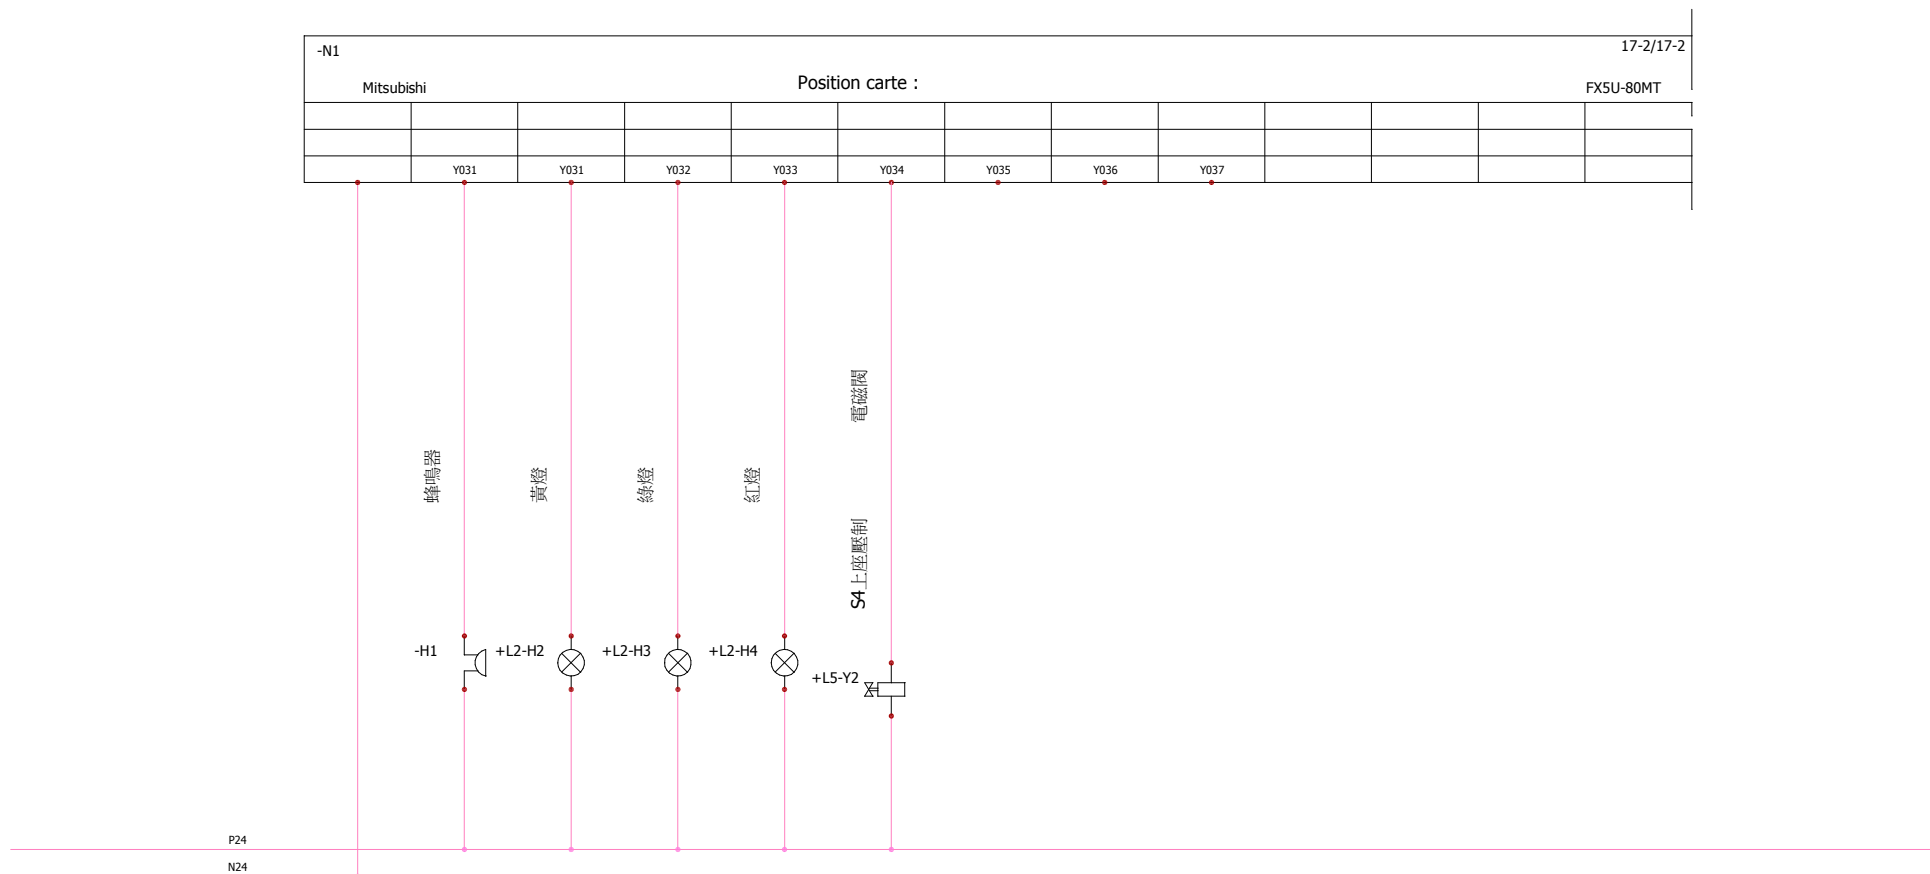 -N1
17-2/17-2
Mitsubishi
Position carte :
FX5U-80MT
Y031
Y031
Y032
Y033
Y034
Y035
Y036
Y037
電磁閥
蜂鳴器
黃燈
綠燈
紅燈
S4上座壓制
-H1
+L2-H2
+L2-H3
+L2-H4
+L5-Y2
P24
N24